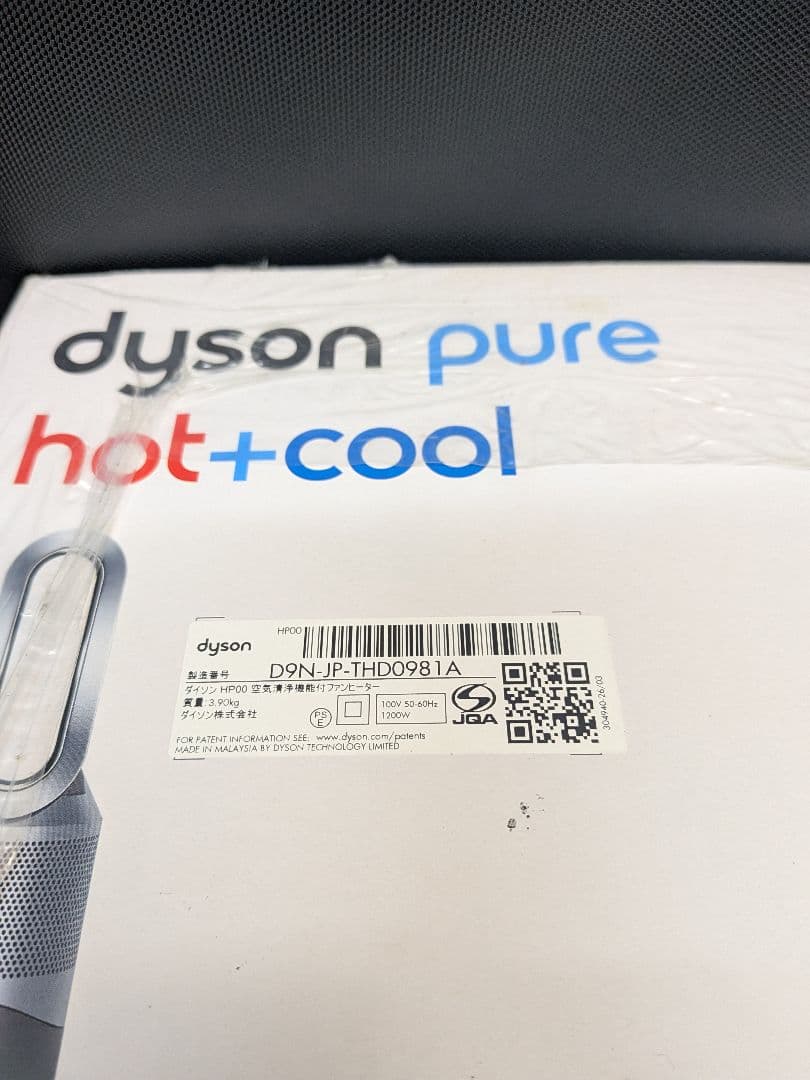 dyson pure
hot+cool
HP00
dyson
製造番号 D9N-JP-THD0981A
ダイソン HP00 空気清浄機能付ファンヒーター
質量:3.90kg
ダイソン株式会社
PS
E
100V 50-60Hz
1200W
JQA
304940-26/03
FOR PATENT INFORMATION SEE: www.dyson.com/patents
MADE IN MALAYSIA BY DYSON TECHNOLOGY LIMITED